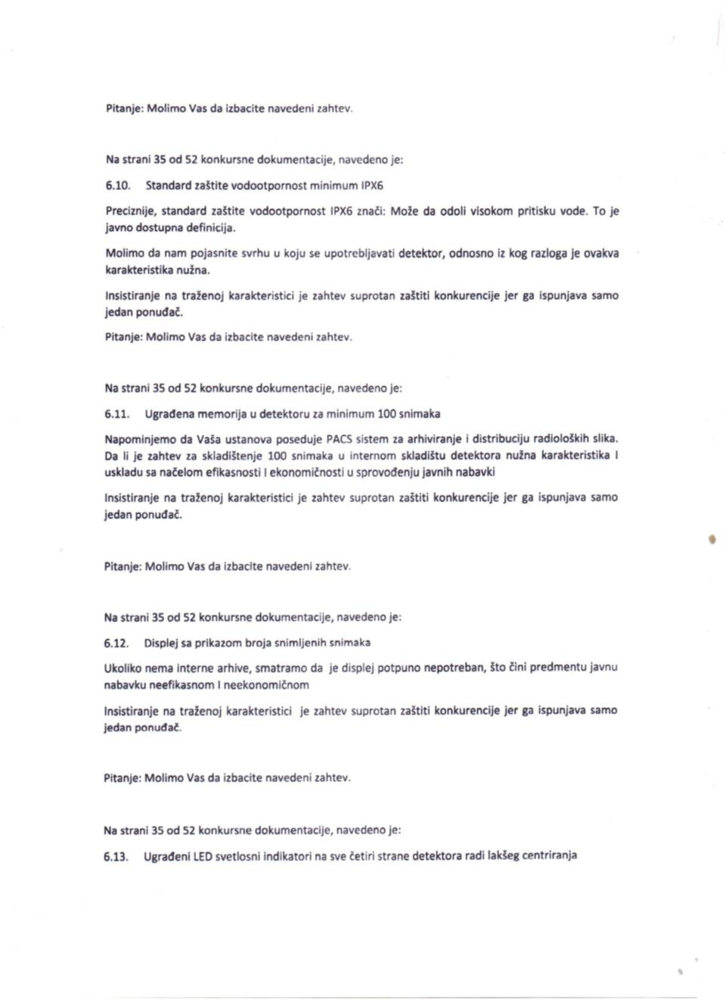 Pitanje: Molimo Vas da izbacite navedeni zahtev.
Na strani 35 od 52 konkursne dokumentacije, navedeno je:
6.10. Standard zaštite vodootpornost minimum IPX6
Preciznije, standard zaštite vodootpornost IPX6 znači: Može da odoli visokom pritisku vode. To je
javno dostupna definicija.
Molimo da nam pojasnite svrhu u koju se upotrebljavati detektor, odnosno iz kog razloga je ovakva
karakteristika nužna.
Insistiranje na traženoj karakteristici je zahtev suprotan zaštiti konkurencije jer ga ispunjava samo
jedan ponuđač.
Pitanje: Molimo Vas da izbacite navedeni zahtev.
Na strani 35 od 52 konkursne dokumentacije, navedeno je:
6.11. Ugrađena memorija u detektoru za minimum 100 snimaka
Napominjemo da Vaša ustanova poseduje PACS sistem za arhiviranje i distribuciju radioloških slika.
Da li je zahtev za skladištenje 100 snimaka u internom skladištu detektora nužna karakteristika I
uskladu sa načelom efikasnosti I ekonomičnosti u sprovođenju javnih nabavki
Insistiranje na traženoj karakteristici je zahtev suprotan zaštiti konkurencije jer ga ispunjava samo
jedan ponuđač.
Pitanje: Molimo Vas da izbacite navedeni zahtev.
Na strani 35 od 52 konkursne dokumentacije, navedeno je:
6.12. Displej sa prikazom broja snimljenih snimaka
Ukoliko nema interne arhive, smatramo da je displej potpuno nepotreban, što čini predmentu javnu
nabavku neefikasnom I neekonomičnom
Insistiranje na traženoj karakteristici je zahtev suprotan zaštiti konkurencije jer ga ispunjava samo
jedan ponuđač.
Pitanje: Molimo Vas da izbacite navedeni zahtev.
Na strani 35 od 52 konkursne dokumentacije, navedeno je:
6.13. Ugrađeni LED svetlosni indikatori na sve četiri strane detektora radi lakšeg centriranja